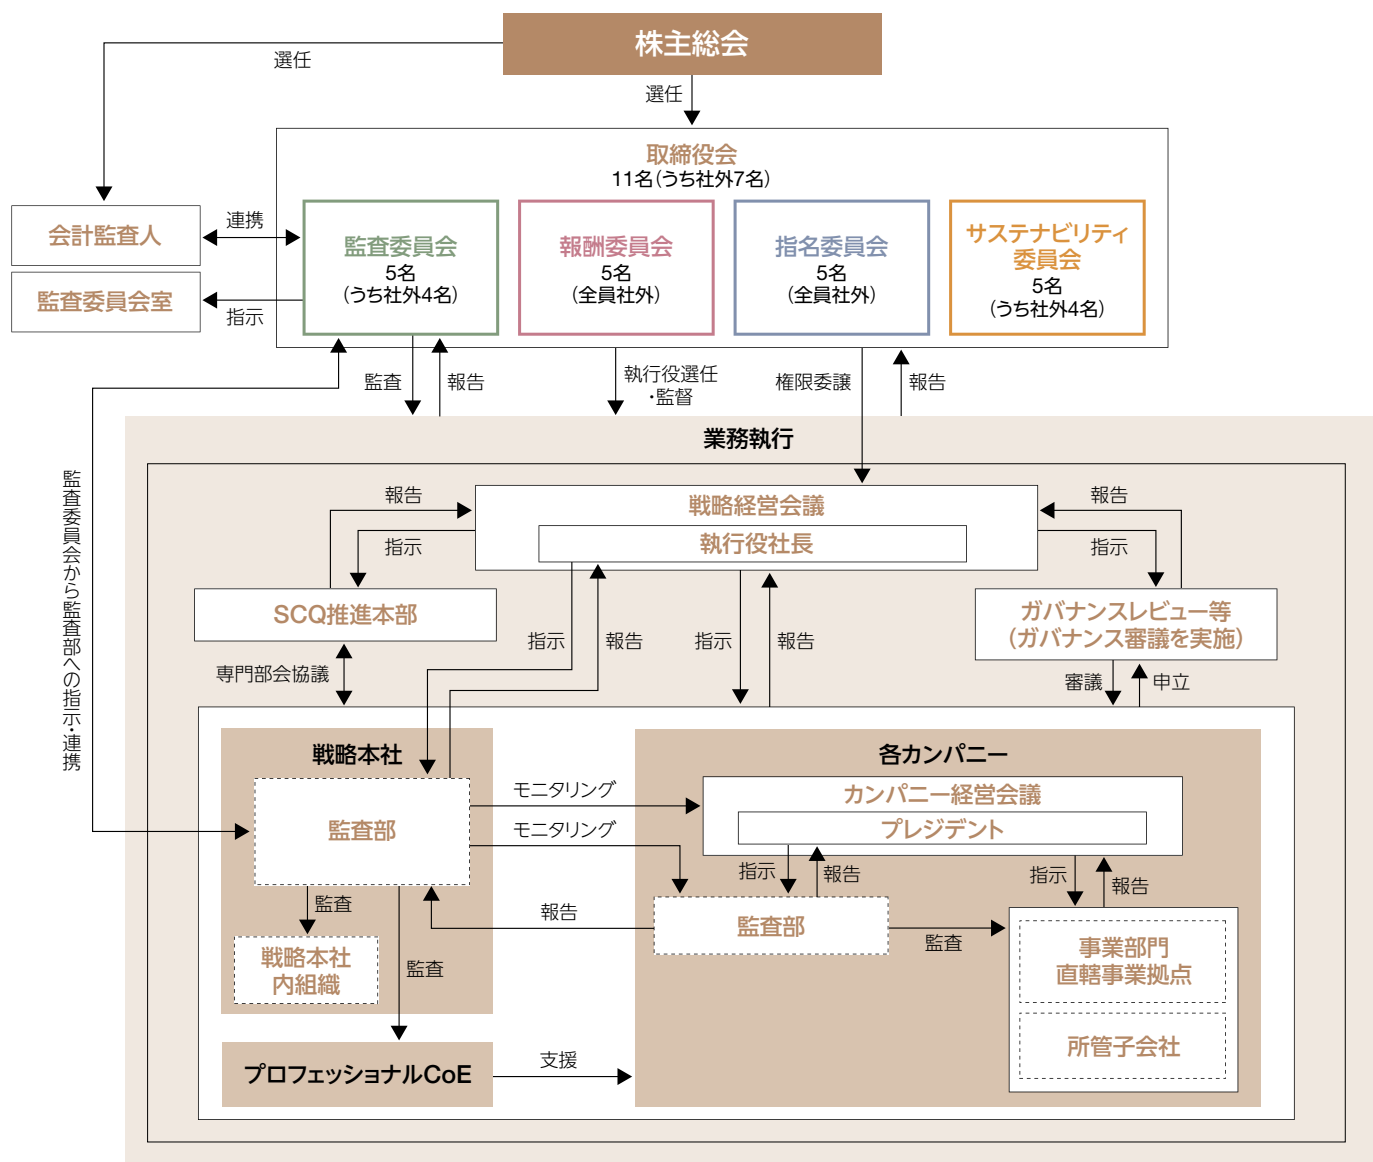 株主総会
選任
選任
取締役会
11名(うち社外7名)
会計監査人
連携
監査委員会
5名
(うち社外4名)
報酬委員会
5名
(全員社外)
指名委員会
5名
(全員社外)
サステナビリティ
委員会
5名
(うち社外4名)
監査委員会室
指示
監査
報告
執行役選任
・監督
権限委譲
報告
業務執行
監査委員会から監査部への指示・連携
戦略経営会議
執行役社長
報告
指示
報告
指示
SCQ推進本部
ガバナンスレビュー等
(ガバナンス審議を実施)
指示
報告
指示
報告
専門部会協議
審議
申立
戦略本社
各カンパニー
監査部
モニタリング
モニタリング
カンパニー経営会議
プレジデント
指示
報告
指示
報告
監査
報告
監査部
監査
戦略本社
内組織
監査
事業部門
直轄事業拠点
所管子会社
プロフェッショナルCoE
支援